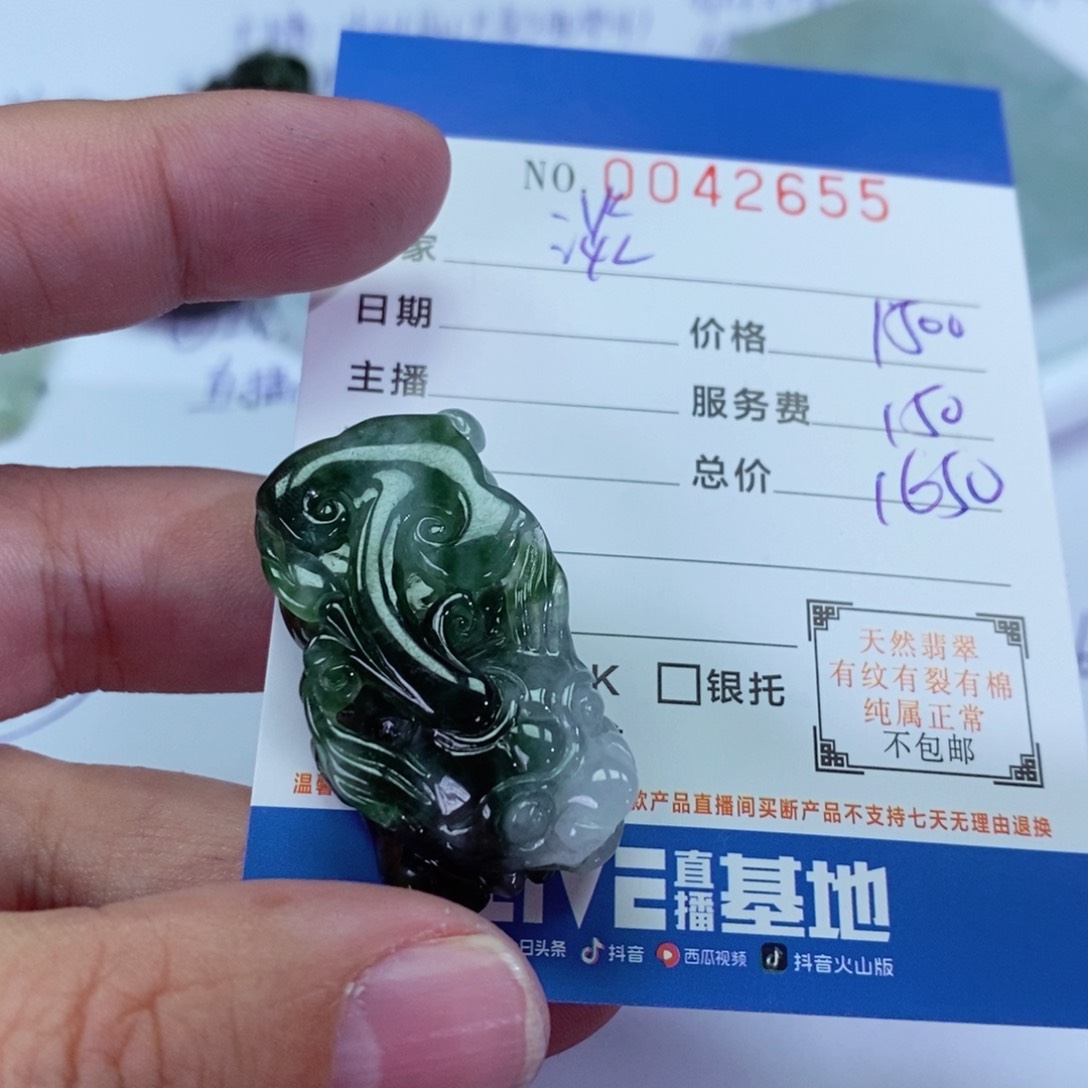 NO.0042655
家
日期
价格 1500
主播
服务费 150
总价 1650
K □银托
天然翡翠
有纹有裂有棉
纯属正常
不包邮
温馨 款产品直播间买断产品不支持七天无理由退换
LIVE直播基地
日头条 抖音 西瓜视频 抖音火山版